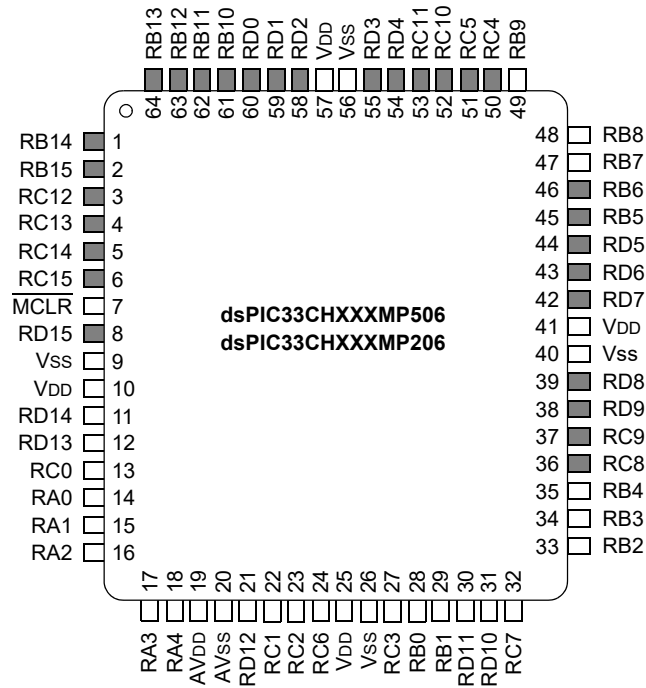 RB13
RB12
RB11
RB10
RD0
RD1
RD2
VDD
VSS
RD3
RD4
RC11
RC10
RC5
RC4
RB9
64
63
62
61
60
59
58
57
56
55
54
53
52
51
50
49
RB14 1
RB15 2
RC12 3
RC13 4
RC14 5
RC15 6
MCLR 7
RD15 8
VSS 9
VDD 10
RD14 11
RD13 12
RC0 13
RA0 14
RA1 15
RA2 16
dsPIC33CHXXXMP506
dsPIC33CHXXXMP206
48 RB8
47 RB7
46 RB6
45 RB5
44 RD5
43 RD6
42 RD7
41 VDD
40 Vss
39 RD8
38 RD9
37 RC9
36 RC8
35 RB4
34 RB3
33 RB2
17
18
19
20
21
22
23
24
25
26
27
28
29
30
31
32
RA3
RA4
AVDD
AVSS
RD12
RC1
RC2
RC6
VDD
VSS
RC3
RB0
RB1
RD11
RD10
RC7